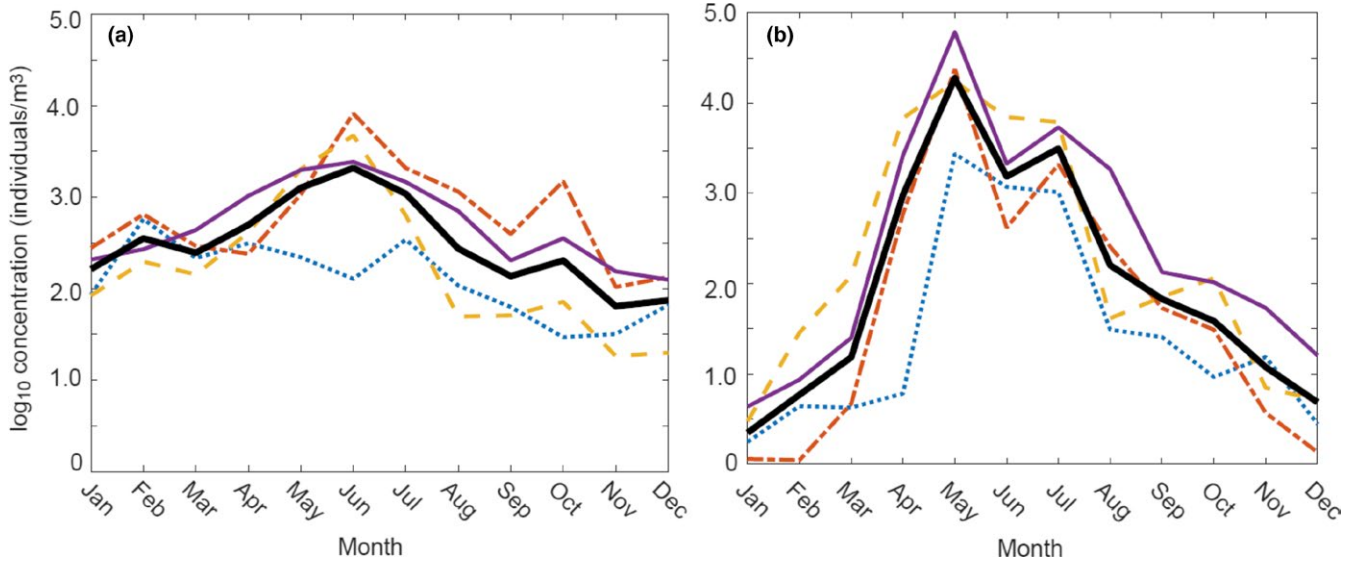 (a)
log₁₀ concentration (individuals/m³)
5.0
4.0
3.0
2.0
1.0
0
Jan Feb Mar Apr May Jun Jul Aug Sep Oct Nov Dec
Month
(b)
5.0
4.0
3.0
2.0
1.0
0
Jan Feb Mar Apr May Jun Jul Aug Sep Oct Nov Dec
Month